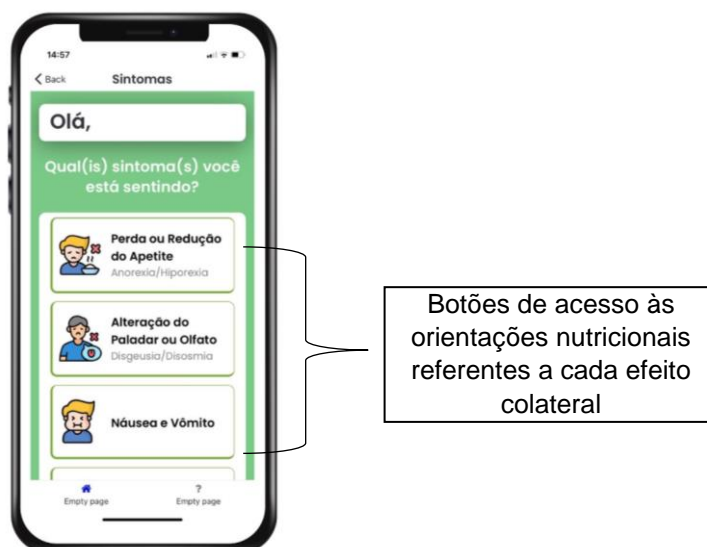 14:57
Back Sintomas
Olá,
Qual(is) sintoma(s) você
está sentindo?
Perda ou Redução
do Apetite
Anorexia/Hiporexia
Alteração do
Paladar ou Olfato
Disgeusia/Disosmia
Náusea e Vômito
?
Empty page Empty page
Botões de acesso às
orientações nutricionais
referentes a cada efeito
colateral